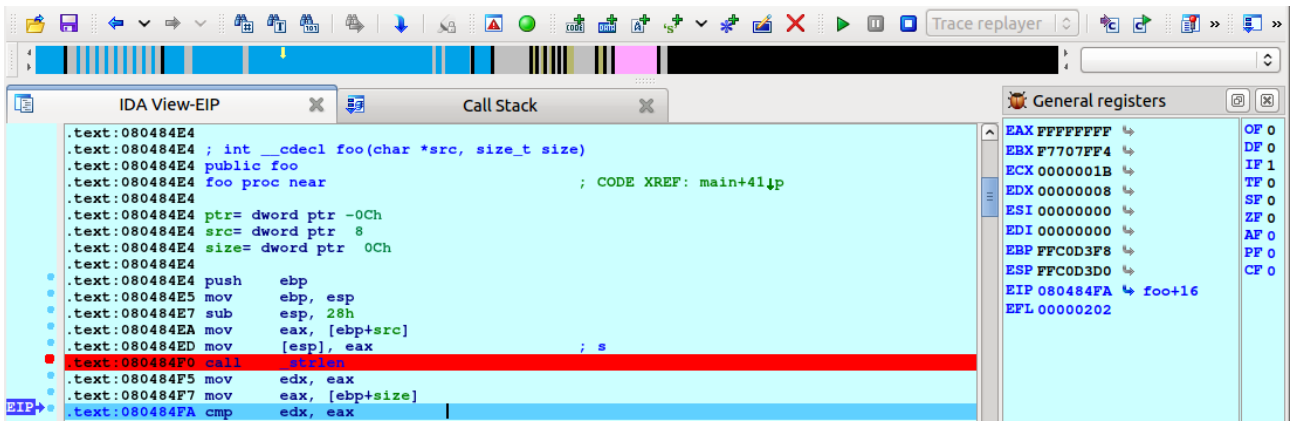 Trace replayer
IDA View-EIP
Call Stack
General registers
.text:080484E4
.text:080484E4 ; int __cdecl foo(char *src, size_t size)
.text:080484E4 public foo
.text:080484E4 foo proc near ; CODE XREF: main+41↓p
.text:080484E4
.text:080484E4 ptr= dword ptr -0Ch
.text:080484E4 src= dword ptr 8
.text:080484E4 size= dword ptr 0Ch
.text:080484E4
.text:080484E4 push ebp
.text:080484E5 mov ebp, esp
.text:080484E7 sub esp, 28h
.text:080484EA mov eax, [ebp+src]
.text:080484ED mov [esp], eax ; s
.text:080484F0 call _strlen
.text:080484F5 mov edx, eax
.text:080484F7 mov eax, [ebp+size]
EIP .text:080484FA cmp edx, eax
EAX FFFFFFFF
EBX F7707FF4
ECX 0000001B
EDX 00000008
ESI 00000000
EDI 00000000
EBP FFC0D3F8
ESP FFC0D3D0
EIP 080484FA foo+16
EFL 00000202
OF 0
DF 0
IF 1
TF 0
SF 0
ZF 0
AF 0
PF 0
CF 0